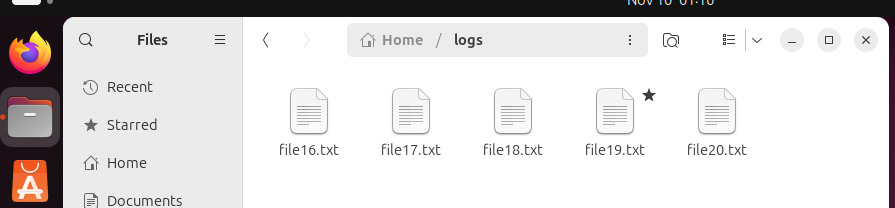 Nov 10 01:16
Files
Home / logs
Recent
Starred
Home
Documents
file16.txt
file17.txt
file18.txt
file19.txt
file20.txt